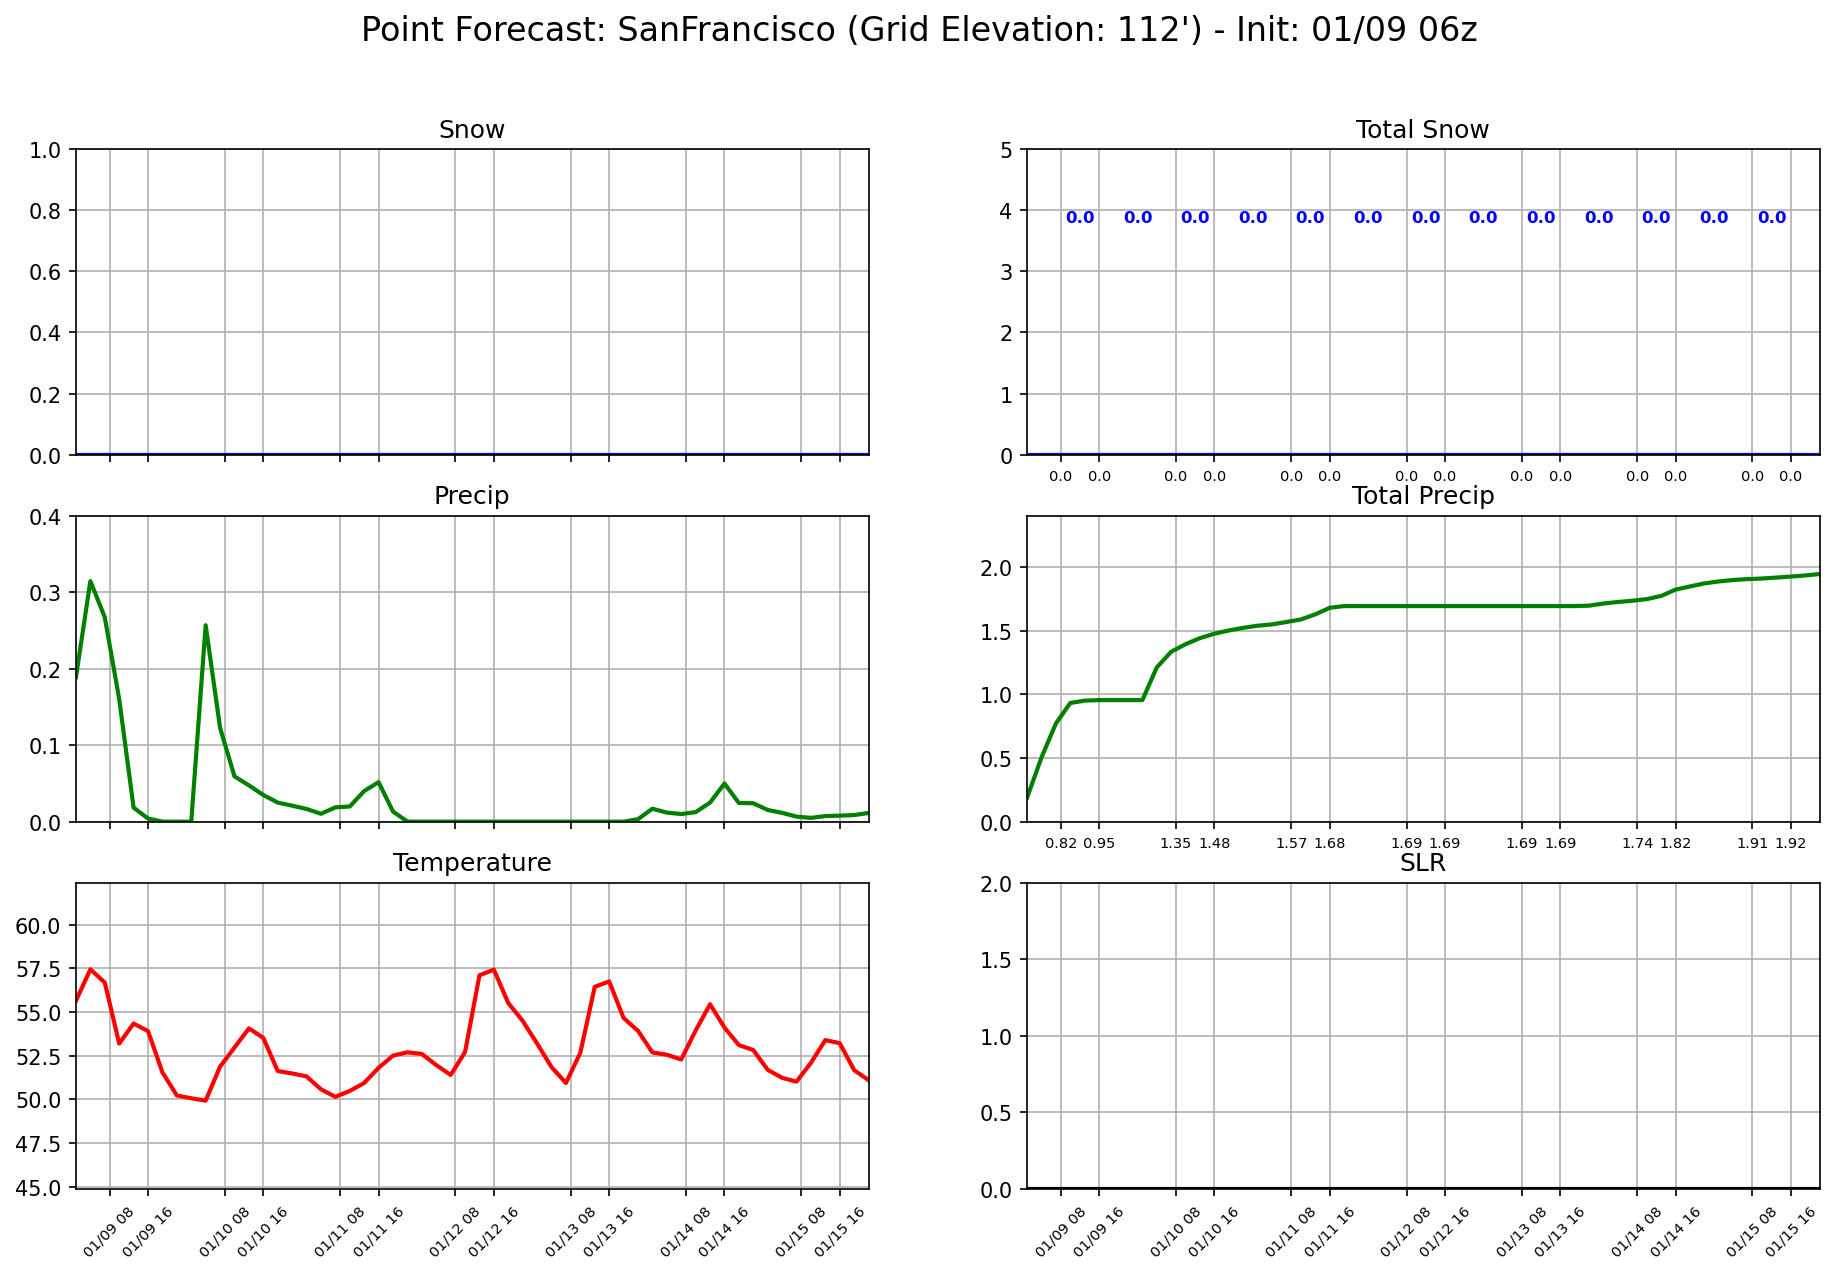 Point Forecast: SanFrancisco (Grid Elevation: 112') - Init: 01/09 06z
Snow
1.0
0.8
0.6
0.4
0.2
0.0
Total Snow
5
4
3
2
1
0
0.0 0.0 0.0 0.0 0.0 0.0 0.0 0.0 0.0 0.0 0.0 0.0 0.0
0.0 0.0 0.0 0.0 0.0 0.0 0.0 0.0 0.0 0.0 0.0 0.0 0.0 0.0
Precip
0.4
0.3
0.2
0.1
0.0
Total Precip
2.0
1.5
1.0
0.5
0.0
0.82 0.95 1.35 1.48 1.57 1.68 1.69 1.69 1.69 1.69 1.74 1.82 1.91 1.92
Temperature
60.0
57.5
55.0
52.5
50.0
47.5
45.0
01/09 08 01/09 16 01/10 08 01/10 16 01/11 08 01/11 16 01/12 08 01/12 16 01/13 08 01/13 16 01/14 08 01/14 16 01/15 08 01/15 16
SLR
2.0
1.5
1.0
0.5
0.0
01/09 08 01/09 16 01/10 08 01/10 16 01/11 08 01/11 16 01/12 08 01/12 16 01/13 08 01/13 16 01/14 08 01/14 16 01/15 08 01/15 16